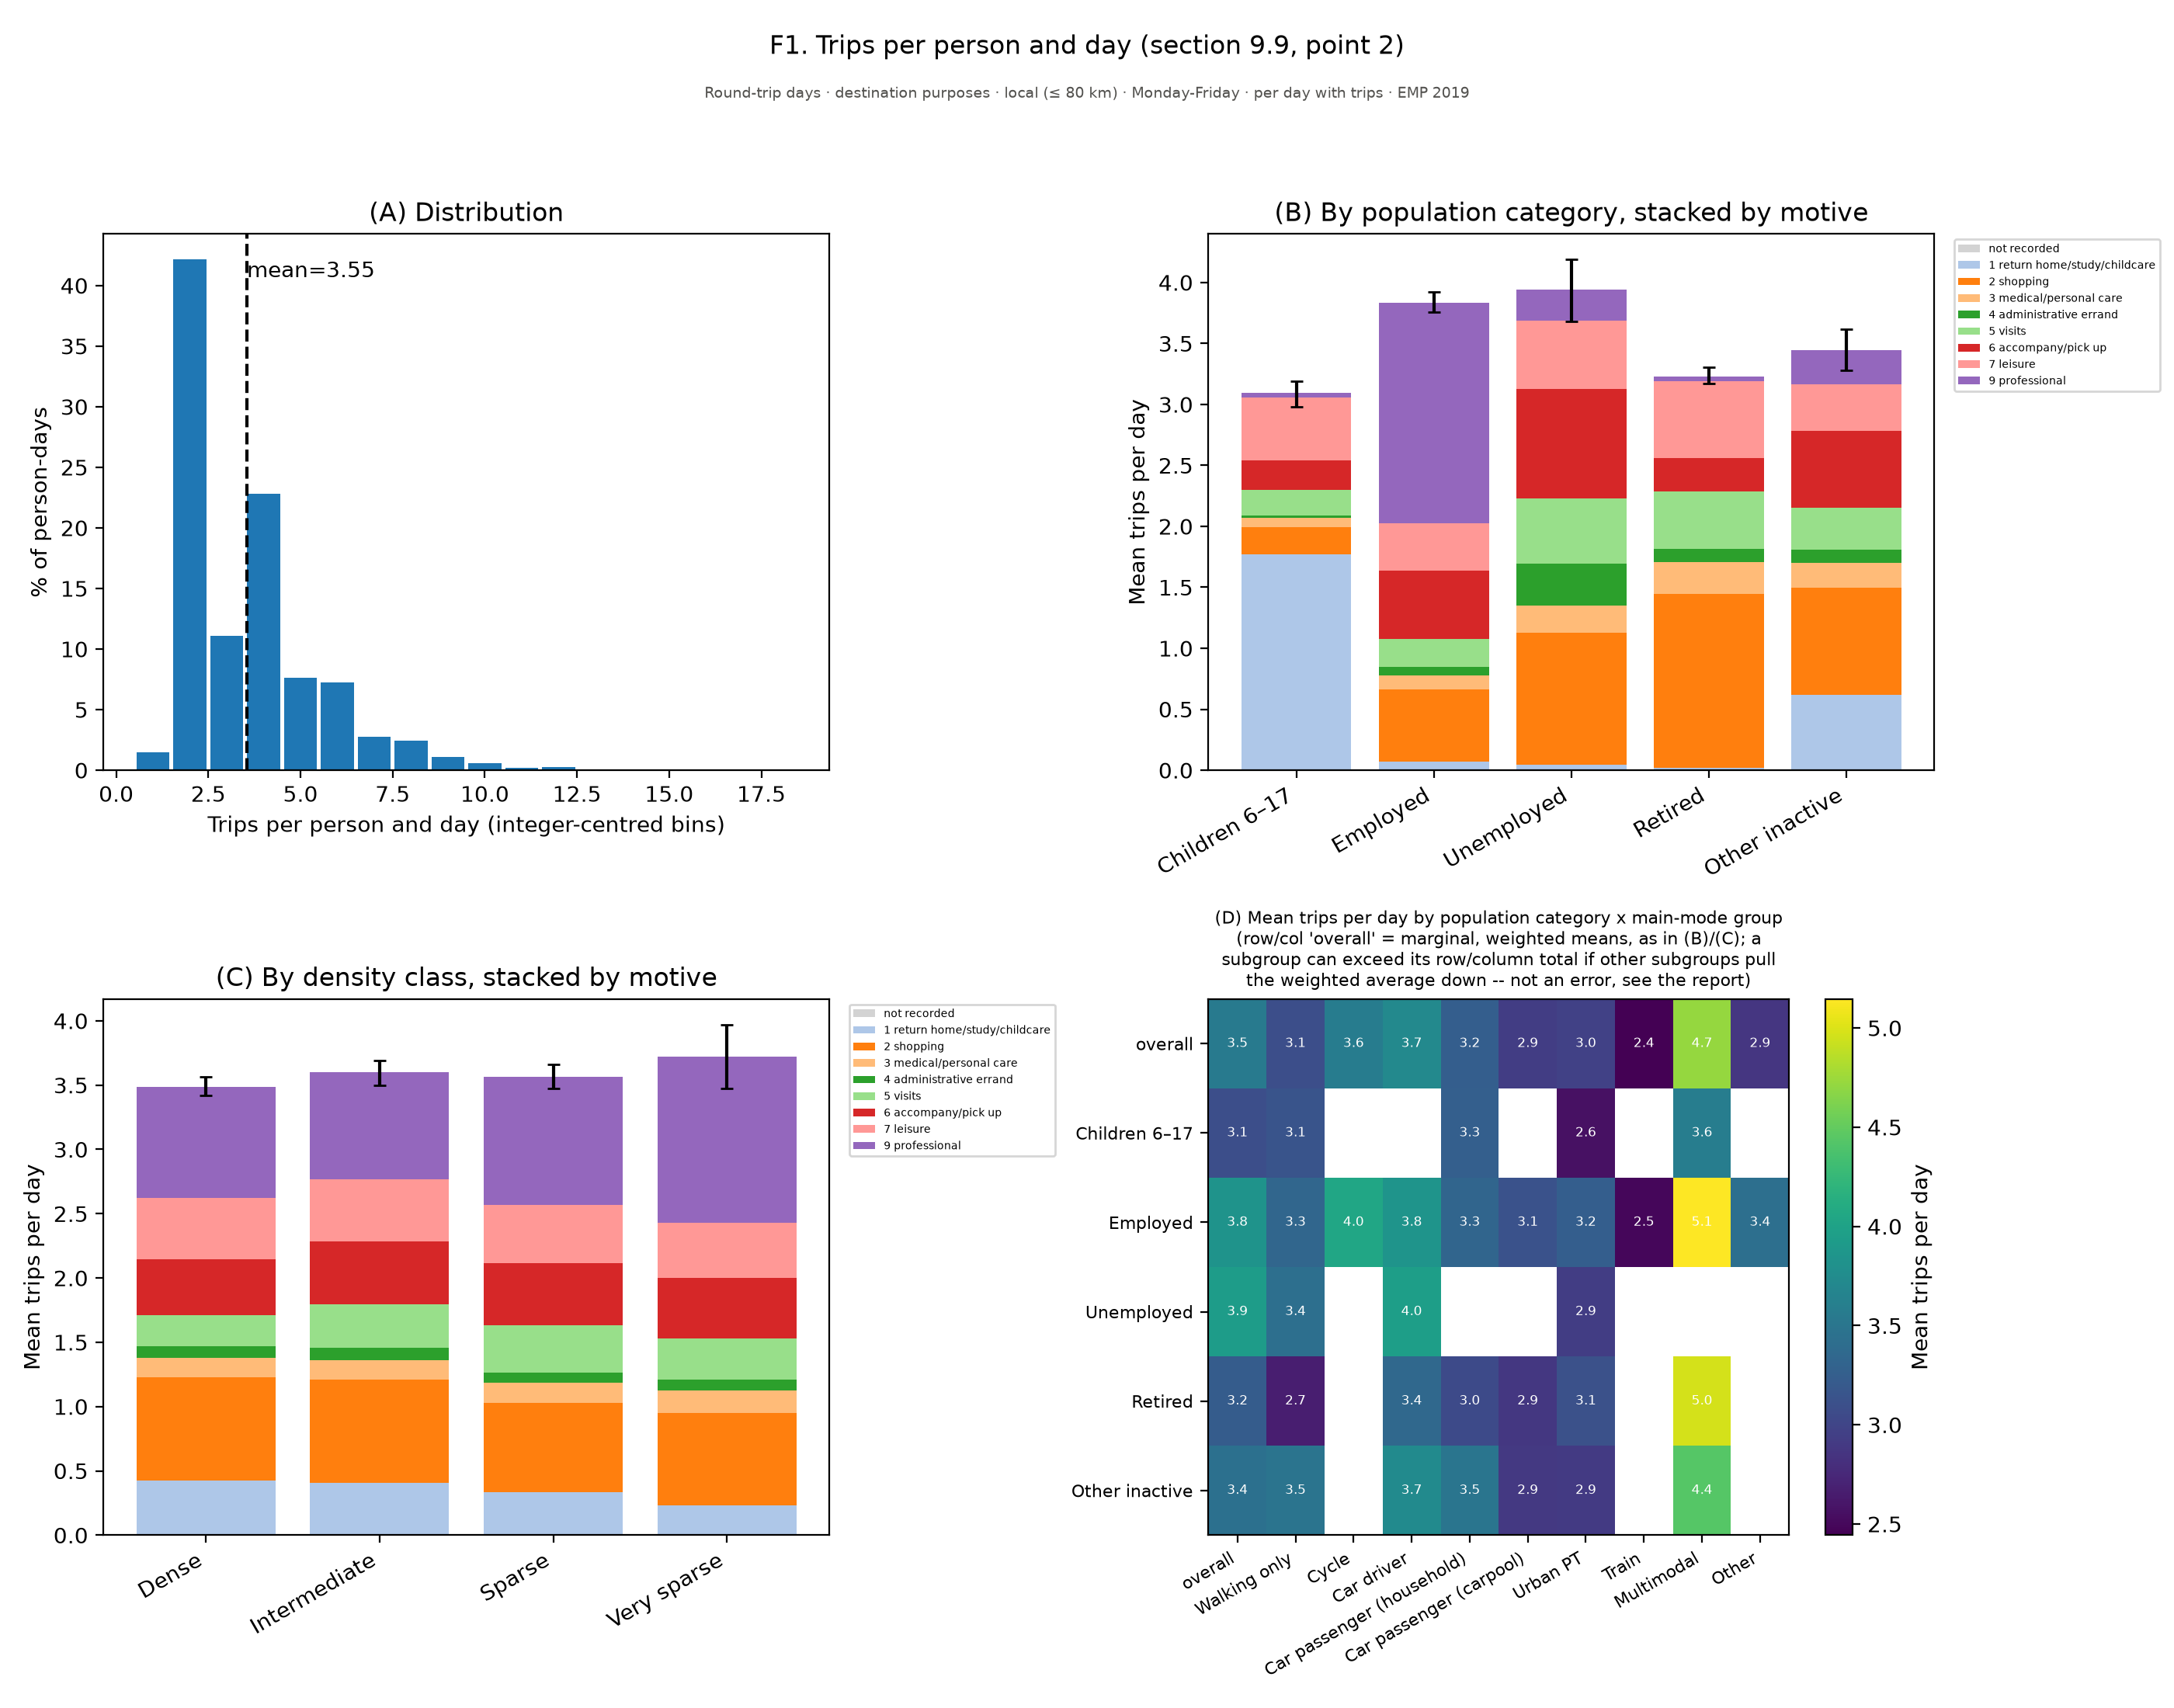 F1. Trips per person and day (section 9.9, point 2)
Round-trip days · destination purposes · local (≤ 80 km) · Monday-Friday · per day with trips · EMP 2019
(A) Distribution
mean=3.55
% of person-days
40
35
30
25
20
15
10
5
0
0.0 2.5 5.0 7.5 10.0 12.5 15.0 17.5
Trips per person and day (integer-centred bins)
(B) By population category, stacked by motive
Mean trips per day
4.0
3.5
3.0
2.5
2.0
1.5
1.0
0.5
0.0
Children 6–17
Employed
Unemployed
Retired
Other inactive
not recorded
1 return home/study/childcare
2 shopping
3 medical/personal care
4 administrative errand
5 visits
6 accompany/pick up
7 leisure
9 professional
(C) By density class, stacked by motive
Mean trips per day
4.0
3.5
3.0
2.5
2.0
1.5
1.0
0.5
0.0
Dense
Intermediate
Sparse
Very sparse
not recorded
1 return home/study/childcare
2 shopping
3 medical/personal care
4 administrative errand
5 visits
6 accompany/pick up
7 leisure
9 professional
(D) Mean trips per day by population category x main-mode group
(row/col 'overall' = marginal, weighted means, as in (B)/(C); a
subgroup can exceed its row/column total if other subgroups pull
the weighted average down -- not an error, see the report)
overall 3.5 3.1 3.6 3.7 3.2 2.9 3.0 2.4 4.7 2.9
Children 6–17 3.1 3.1 3.3 2.6 3.6
Employed 3.8 3.3 4.0 3.8 3.3 3.1 3.2 2.5 5.1 3.4
Unemployed 3.9 3.4 4.0 2.9
Retired 3.2 2.7 3.4 3.0 2.9 3.1 5.0
Other inactive 3.4 3.5 3.7 3.5 2.9 2.9 4.4
overall
Walking only
Cycle
Car driver
Car passenger (household)
Car passenger (carpool)
Urban PT
Train
Multimodal
Other
5.0
4.5
4.0
3.5
3.0
2.5
Mean trips per day